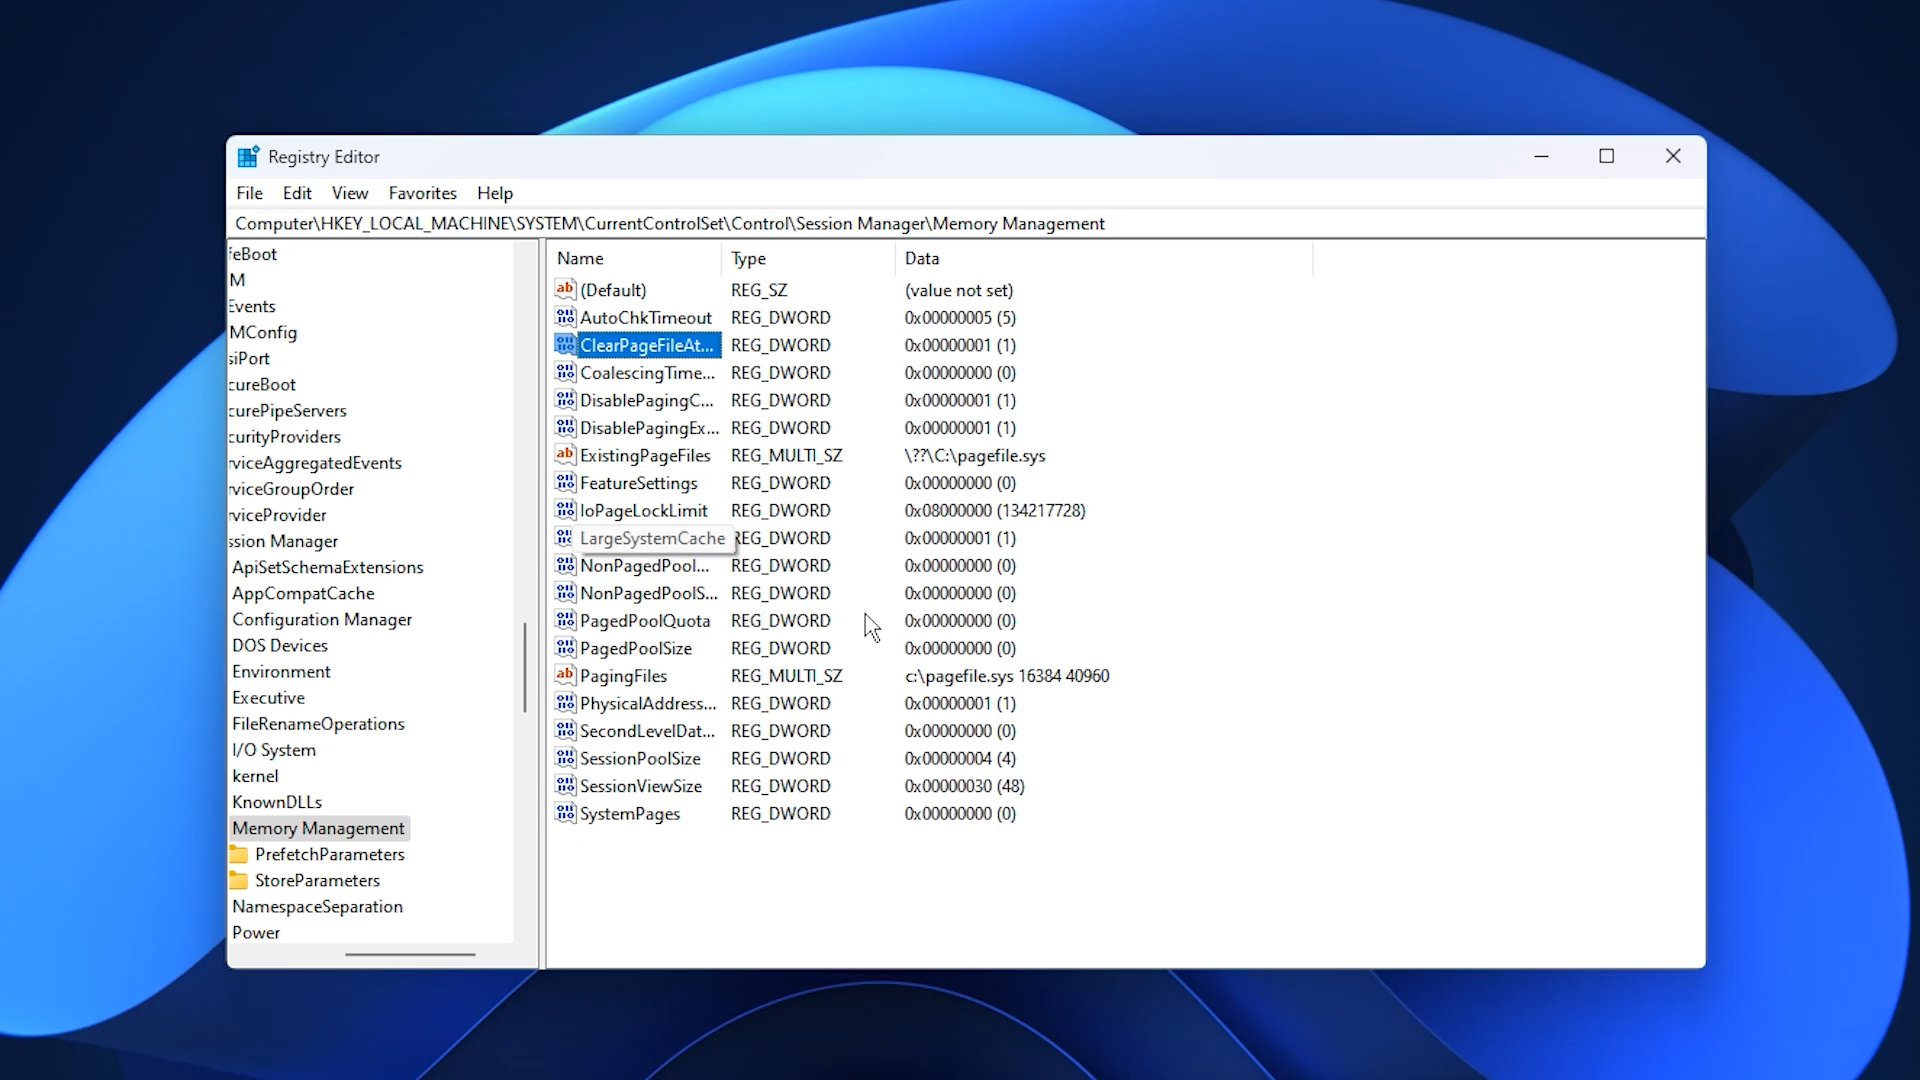 Registry Editor
File Edit View Favorites Help
Computer\HKEY_LOCAL_MACHINE\SYSTEM\CurrentControlSet\Control\Session Manager\Memory Management
feBoot
M
Events
MConfig
siPort
cureBoot
curePipeServers
curityProviders
rviceAggregatedEvents
rviceGroupOrder
rviceProvider
ssion Manager
ApiSetSchemaExtensions
AppCompatCache
Configuration Manager
DOS Devices
Environment
Executive
FileRenameOperations
I/O System
kernel
KnownDLLs
Memory Management
PrefetchParameters
StoreParameters
NamespaceSeparation
Power
Name Type Data
(Default) REG_SZ (value not set)
AutoChkTimeout REG_DWORD 0x00000005 (5)
ClearPageFileAt... REG_DWORD 0x00000001 (1)
CoalescingTime... REG_DWORD 0x00000000 (0)
DisablePagingC... REG_DWORD 0x00000001 (1)
DisablePagingEx... REG_DWORD 0x00000001 (1)
ExistingPageFiles REG_MULTI_SZ \??\C:\pagefile.sys
FeatureSettings REG_DWORD 0x00000000 (0)
IoPageLockLimit REG_DWORD 0x08000000 (134217728)
LargeSystemCache REG_DWORD 0x00000001 (1)
NonPagedPool... REG_DWORD 0x00000000 (0)
NonPagedPoolS... REG_DWORD 0x00000000 (0)
PagedPoolQuota REG_DWORD 0x00000000 (0)
PagedPoolSize REG_DWORD 0x00000000 (0)
PagingFiles REG_MULTI_SZ c:\pagefile.sys 16384 40960
PhysicalAddress... REG_DWORD 0x00000001 (1)
SecondLevelDat... REG_DWORD 0x00000000 (0)
SessionPoolSize REG_DWORD 0x00000004 (4)
SessionViewSize REG_DWORD 0x00000030 (48)
SystemPages REG_DWORD 0x00000000 (0)